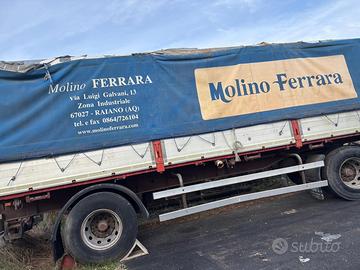 Molino FERRARA
via Luigi Galvani, 13
Zona Industriale
67027 - RAIANO (AQ)
tel. e fax 0864/726104
www.molinoferrara.com
Molino Ferrara
subito